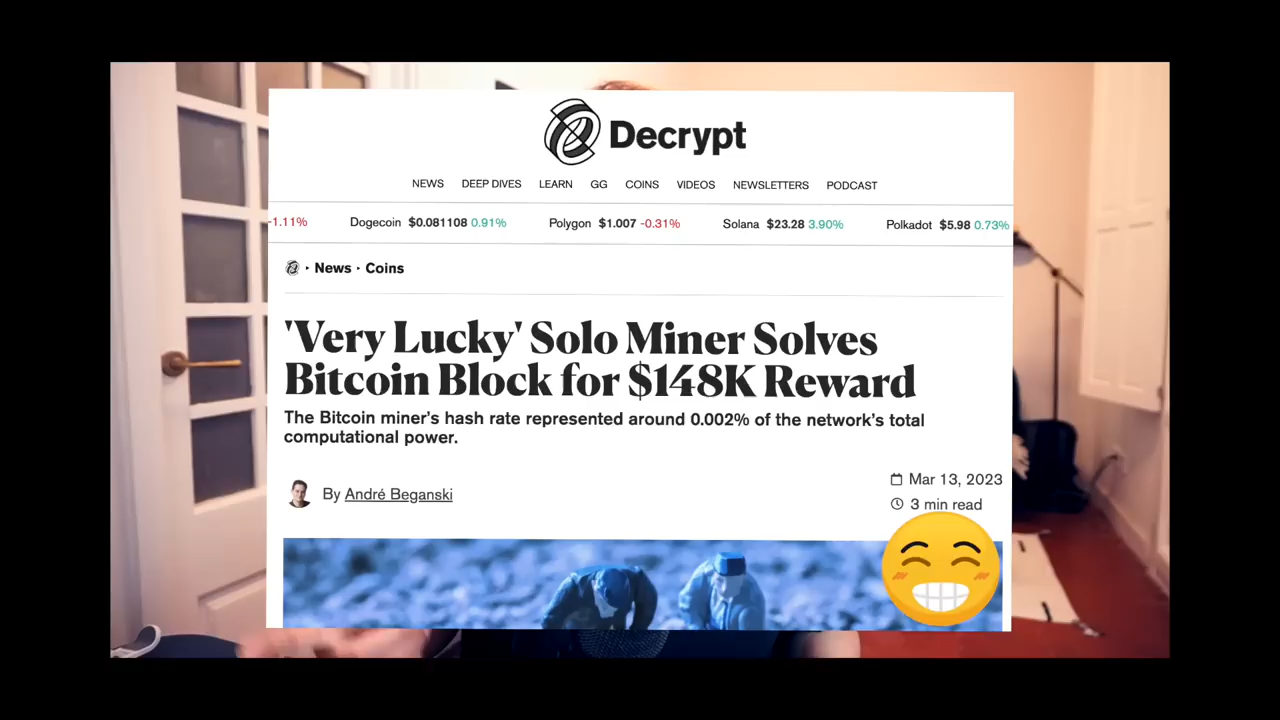 Decrypt
NEWS DEEP DIVES LEARN GG COINS VIDEOS NEWSLETTERS PODCAST
-1.11% Dogecoin $0.081108 0.91% Polygon $1.007 -0.31% Solana $23.28 3.90% Polkadot $5.98 0.73%
News Coins
'Very Lucky' Solo Miner Solves
Bitcoin Block for $148K Reward
The Bitcoin miner's hash rate represented around 0.002% of the network's total
computational power.
By André Beganski
Mar 13, 2023
3 min read